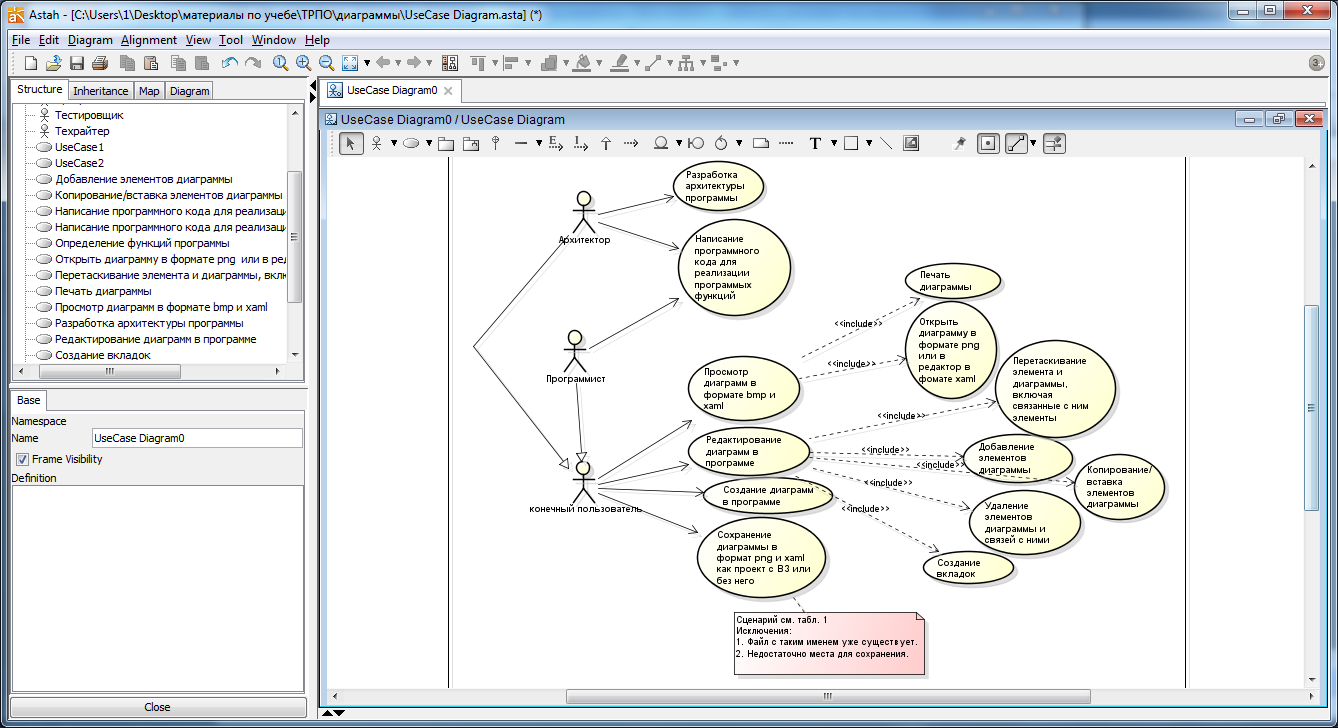 Astah - [C:\Users\1\Desktop\материалы по учебе\ТРПО\диаграммы\UseCase Diagram.asta] (*)
File Edit Diagram Alignment View Tool Window Help
3
Structure Inheritance Map Diagram
Тестировщик
Техрайтер
UseCase1
UseCase2
Добавление элементов диаграммы
Копирование/вставка элементов диаграммы
Написание программного кода для реализаци
Написание программного кода для реализаци
Определение функций программы
Открыть диаграмму в формате png или в ред
Перетаскивание элемента и диаграммы, вклю
Печать диаграммы
Просмотр диаграмм в формате bmp и xaml
Разработка архитектуры программы
Редактирование диаграмм в программе
Создание вкладок
Base
Namespace
Name UseCase Diagram0
Frame Visibility
Definition
Close
UseCase Diagram0
UseCase Diagram0 / UseCase Diagram
E
I
T
Разработка
архитектуры
программы
Архитектор
Написание
программного
кода для
реализации
программых
функций
Программист
конечный пользователь
Просмотр
диаграмм в
формате bmp и
xaml
Редактирование
диаграмм в
программе
Создание диаграмм
в программе
Сохранение
диаграммы в
формат png и xaml
как проект с ВЗ или
без него
Сценарий см. табл. 1
Исключения:
1. Файл с таким именем уже существует.
2. Недостаточно места для сохранения.
<<include>>
<<include>>
<<include>>
<<include>>
<<include>>
<<include>>
<<include>>
Печать
диаграммы
Открыть
диаграмму в
формате png
или в
редактор в
фомате xaml
Перетаскивание
элемента и
диаграммы,
включая
связанные с ним
элементы
Добавление
элементов
диаграммы
Копирование/
вставка
элементов
диаграммы
Удаление
элементов
диаграммы и
связей с ними
Создание
вкладок